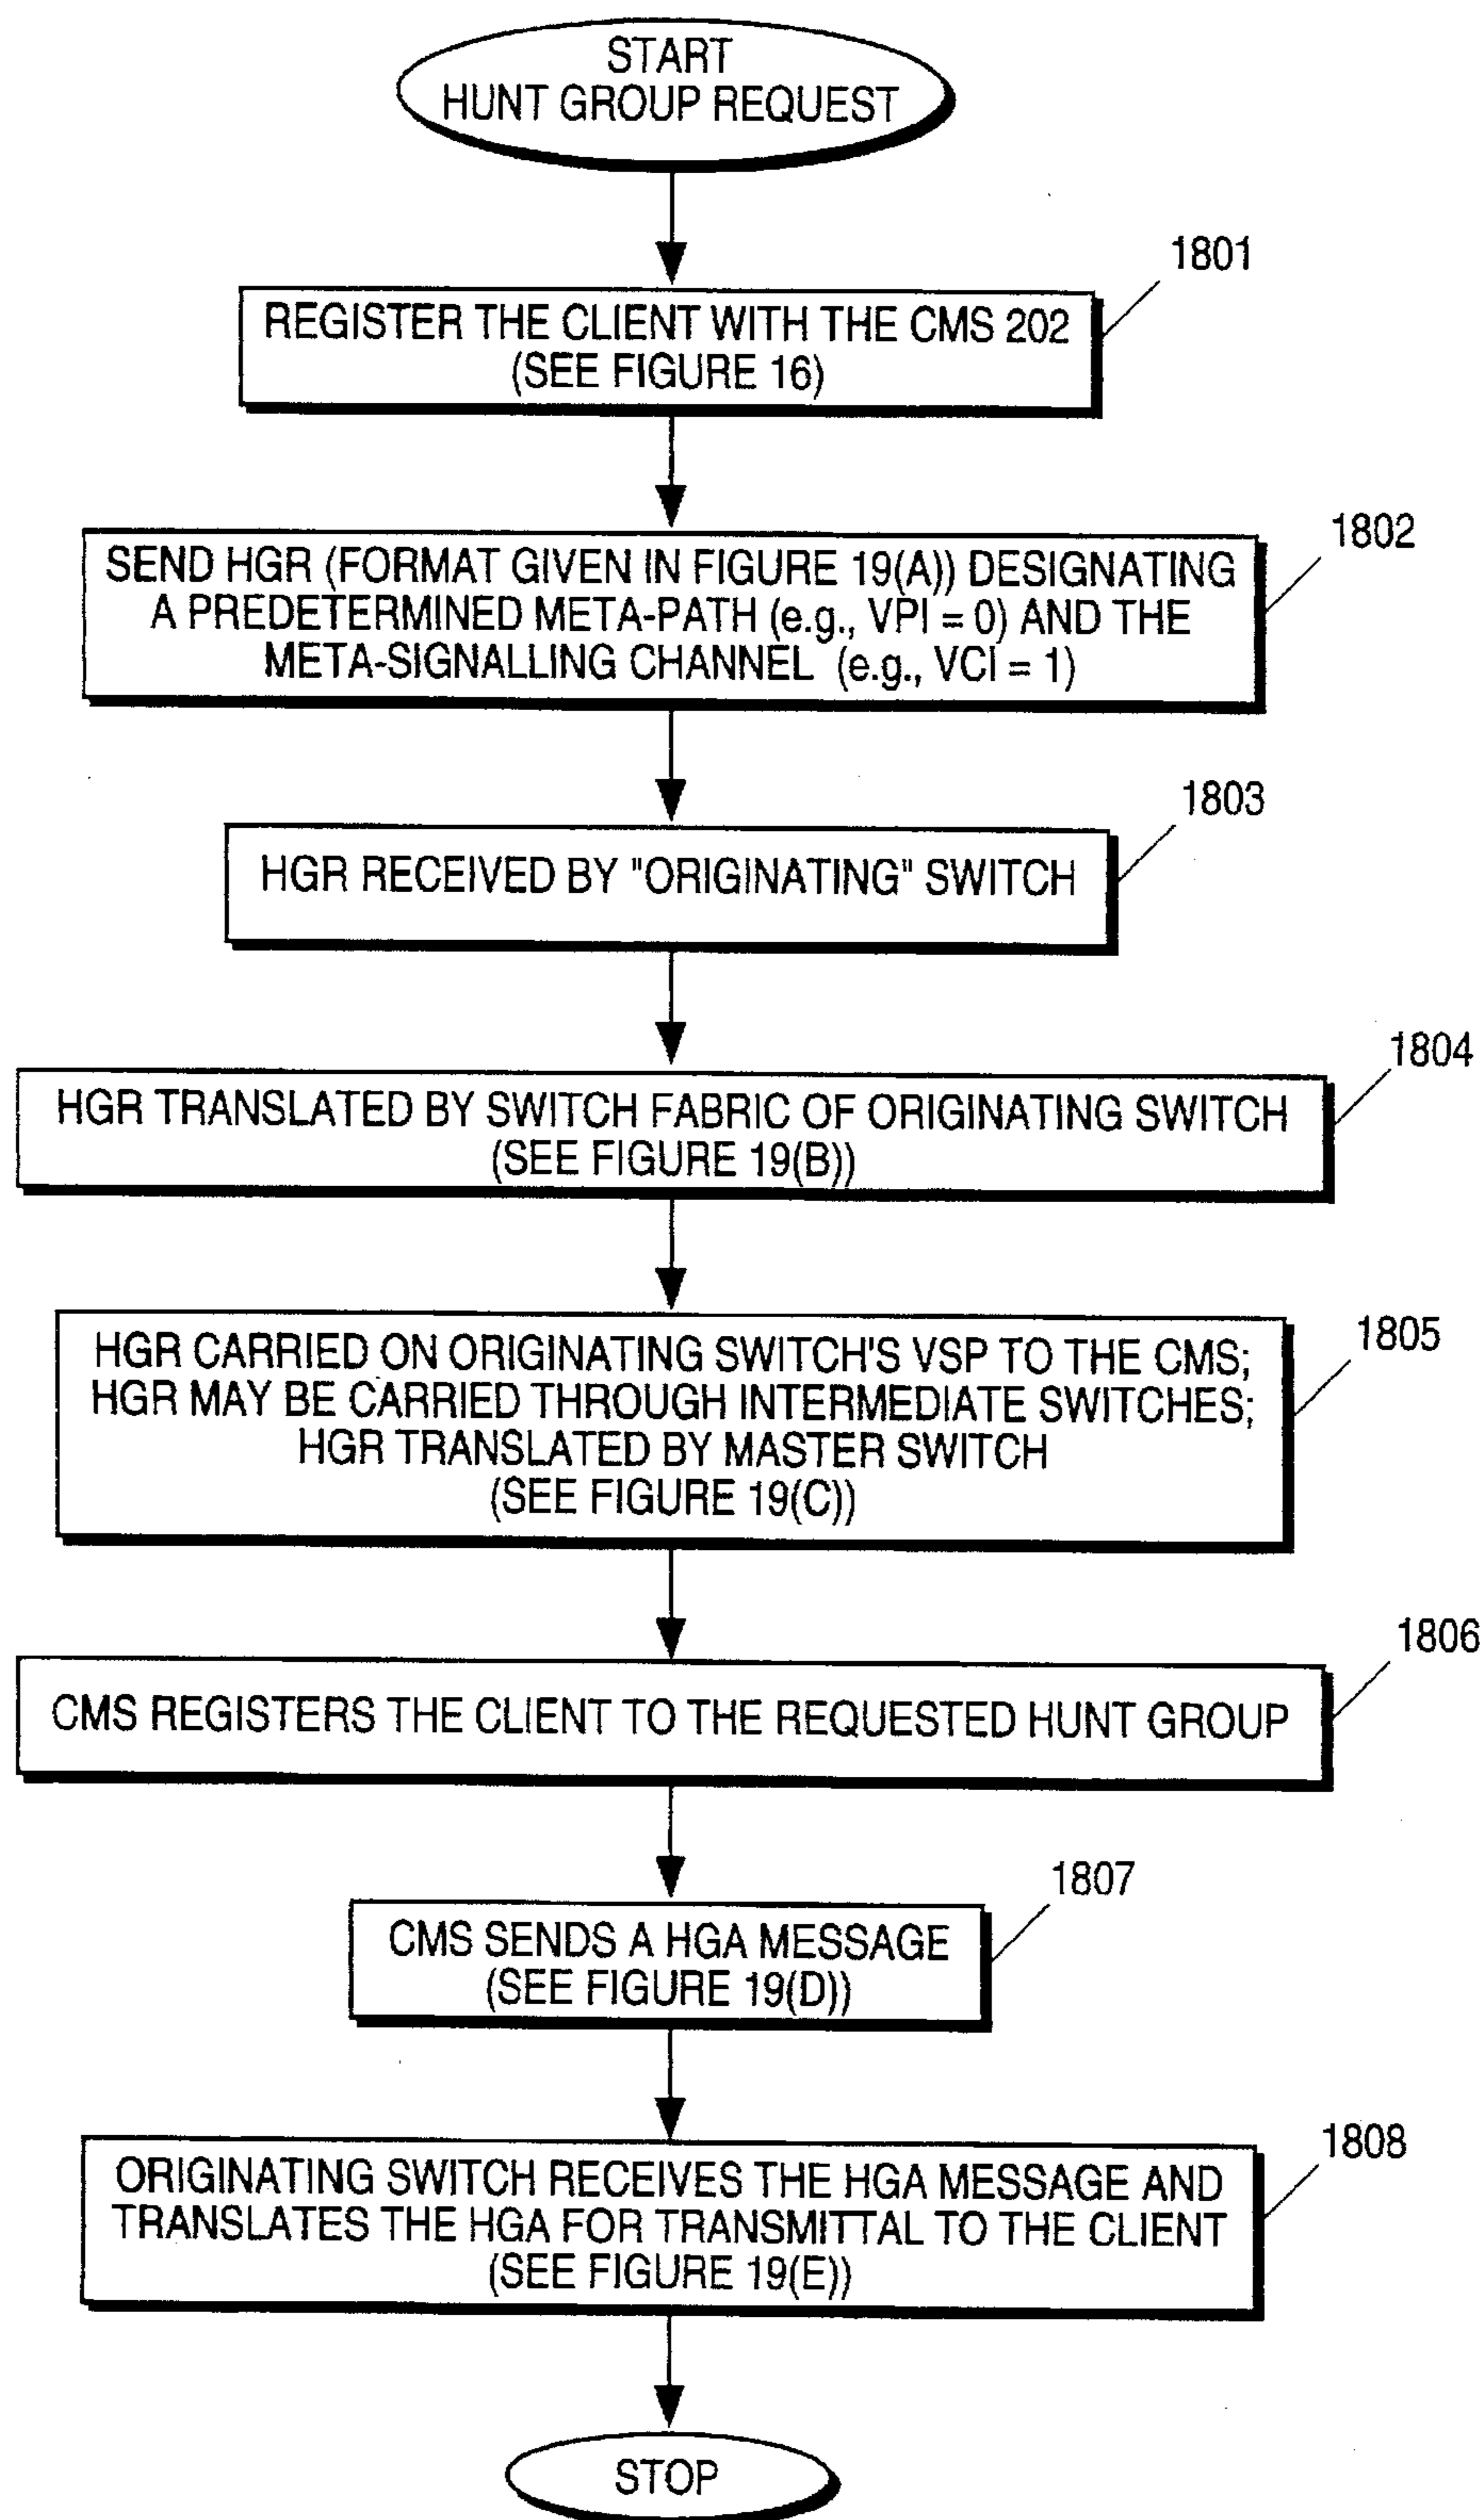 START
HUNT GROUP REQUEST
1801
REGISTER THE CLIENT WITH THE CMS 202
(SEE FIGURE 16)
1802
SEND HGR (FORMAT GIVEN IN FIGURE 19(A)) DESIGNATING
A PREDETERMINED META-PATH (e.g., VPI = 0) AND THE
META-SIGNALLING CHANNEL (e.g., VCI = 1)
1803
HGR RECEIVED BY "ORIGINATING" SWITCH
1804
HGR TRANSLATED BY SWITCH FABRIC OF ORIGINATING SWITCH
(SEE FIGURE 19(B))
1805
HGR CARRIED ON ORIGINATING SWITCH'S VSP TO THE CMS;
HGR MAY BE CARRIED THROUGH INTERMEDIATE SWITCHES;
HGR TRANSLATED BY MASTER SWITCH
(SEE FIGURE 19(C))
1806
CMS REGISTERS THE CLIENT TO THE REQUESTED HUNT GROUP
1807
CMS SENDS A HGA MESSAGE
(SEE FIGURE 19(D))
1808
ORIGINATING SWITCH RECEIVES THE HGA MESSAGE AND
TRANSLATES THE HGA FOR TRANSMITTAL TO THE CLIENT
(SEE FIGURE 19(E))
STOP